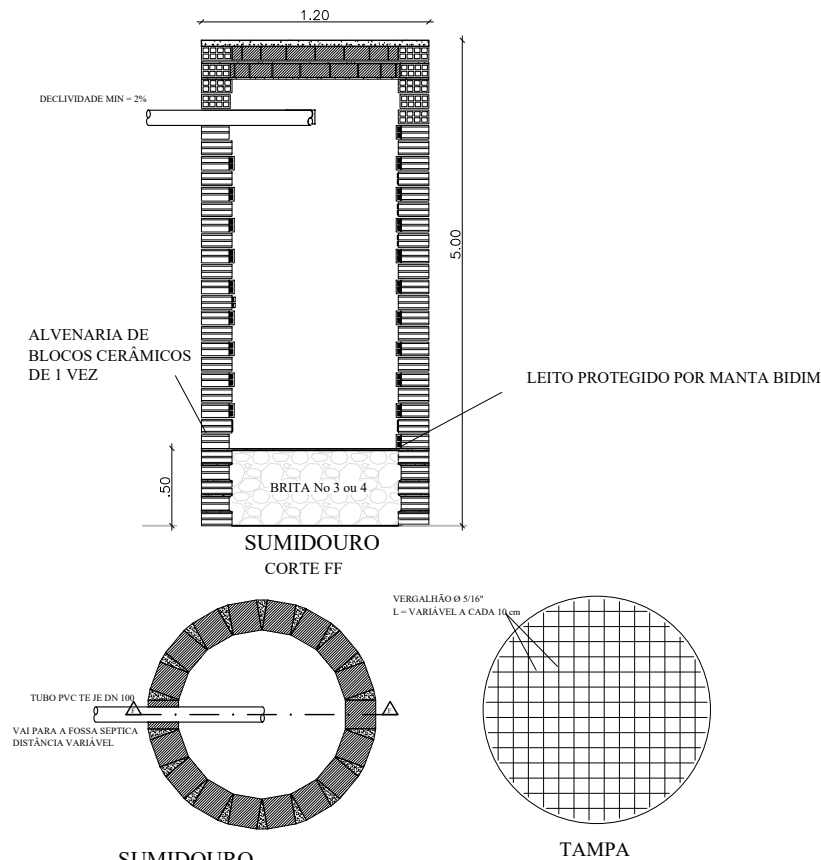 1.20
DECLIVIDADE MIN = 2%
5.00
ALVENARIA DE
BLOCOS CERÂMICOS
DE 1 VEZ
LEITO PROTEGIDO POR MANTA BIDIM
.50
BRITA No 3 ou 4
SUMIDOURO
CORTE FF
VERGALHÃO Ø 5/16"
L = VARIÁVEL A CADA 10 cm
TUBO PVC TE JE DN 100
F
F
VAI PARA A FOSSA SEPTICA
DISTÂNCIA VARIÁVEL
TAMPA
SUMIDOURO